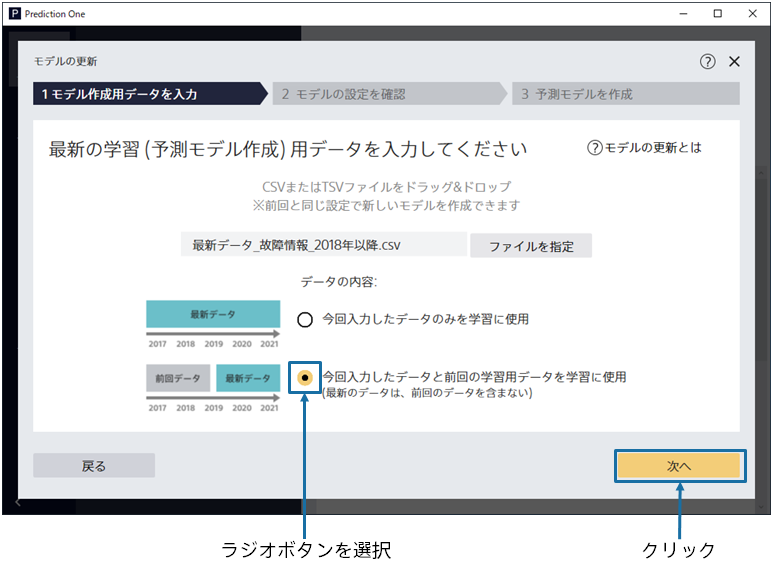 P Prediction One
モデルの更新
?
1 モデル作成用データを入力
2 モデルの設定を確認
3 予測モデルを作成
最新の学習 (予測モデル作成) 用データを入力してください
?モデルの更新とは
CSVまたはTSVファイルをドラッグ&ドロップ
※前回と同じ設定で新しいモデルを作成できます
最新データ_故障情報_2018年以降.csv
ファイルを指定
データの内容:
最新データ
2017 2018 2019 2020 2021
今回入力したデータのみを学習に使用
前回データ
最新データ
2017 2018 2019 2020 2021
今回入力したデータと前回の学習用データを学習に使用
(最新のデータは、前回のデータを含まない)
戻る
次へ
ラジオボタンを選択
クリック